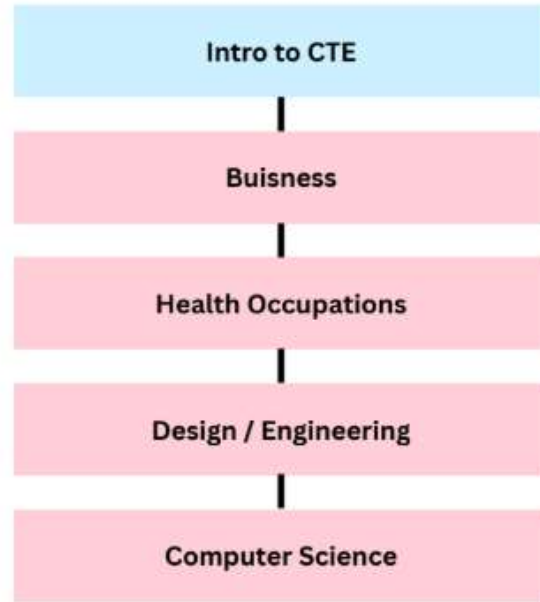 Intro to CTE
Buisness
Health Occupations
Design / Engineering
Computer Science